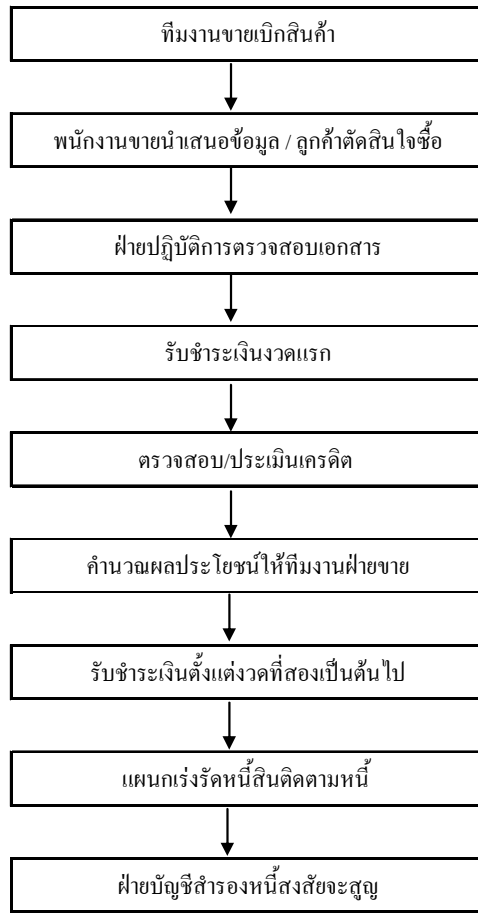 ทีมงานขายเบิกสินค้า
พนักงานขายนำเสนอข้อมูล / ลูกค้าตัดสินใจซื้อ
ฝ่ายปฏิบัติการตรวจสอบเอกสาร
รับชำระเงินงวดแรก
ตรวจสอบ/ประเมินเครดิต
คำนวณผลประโยชน์ให้ทีมงานฝ่ายขาย
รับชำระเงินตั้งแต่งวดที่สองเป็นต้นไป
แผนกเร่งรัดหนี้สินติดตามหนี้
ฝ่ายบัญชีสำรองหนี้สงสัยจะสูญ